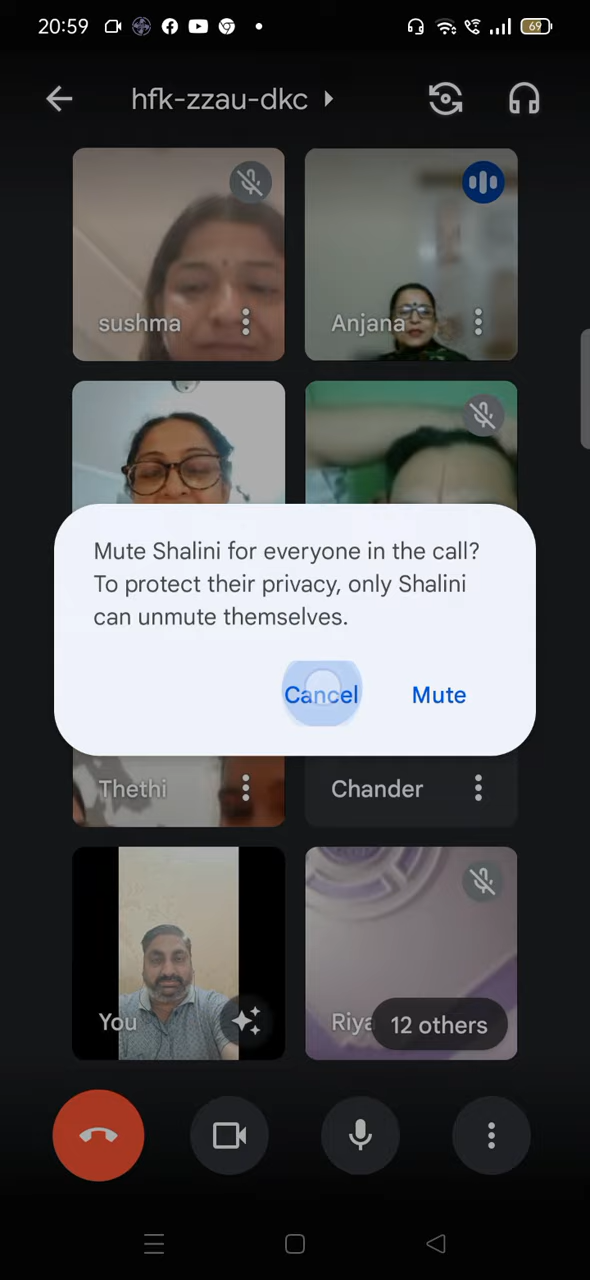 20:59
69
hfk-zzau-dkc
sushma
Anjana
Mute Shalini for everyone in the call?
To protect their privacy, only Shalini
can unmute themselves.
Cancel
Mute
Thethi
Chander
You
Riya
12 others